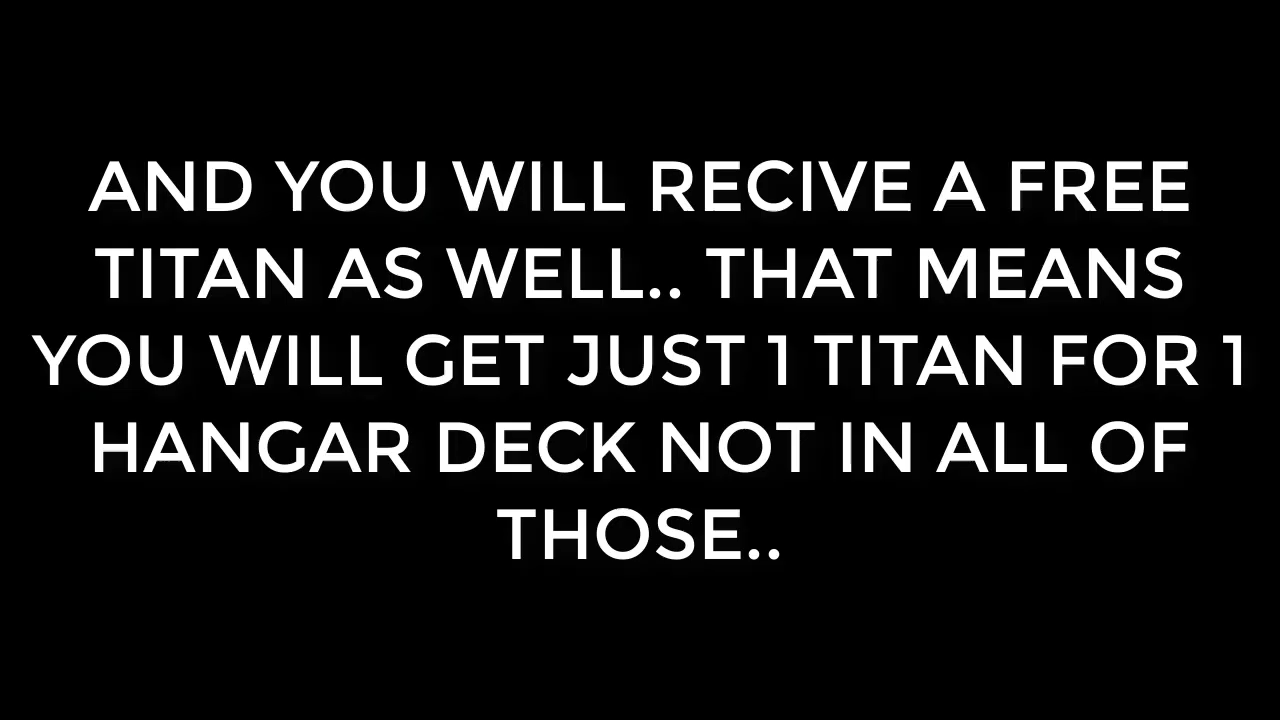 AND YOU WILL RECIVE A FREE
TITAN AS WELL.. THAT MEANS
YOU WILL GET JUST 1 TITAN FOR 1
HANGAR DECK NOT IN ALL OF
THOSE..